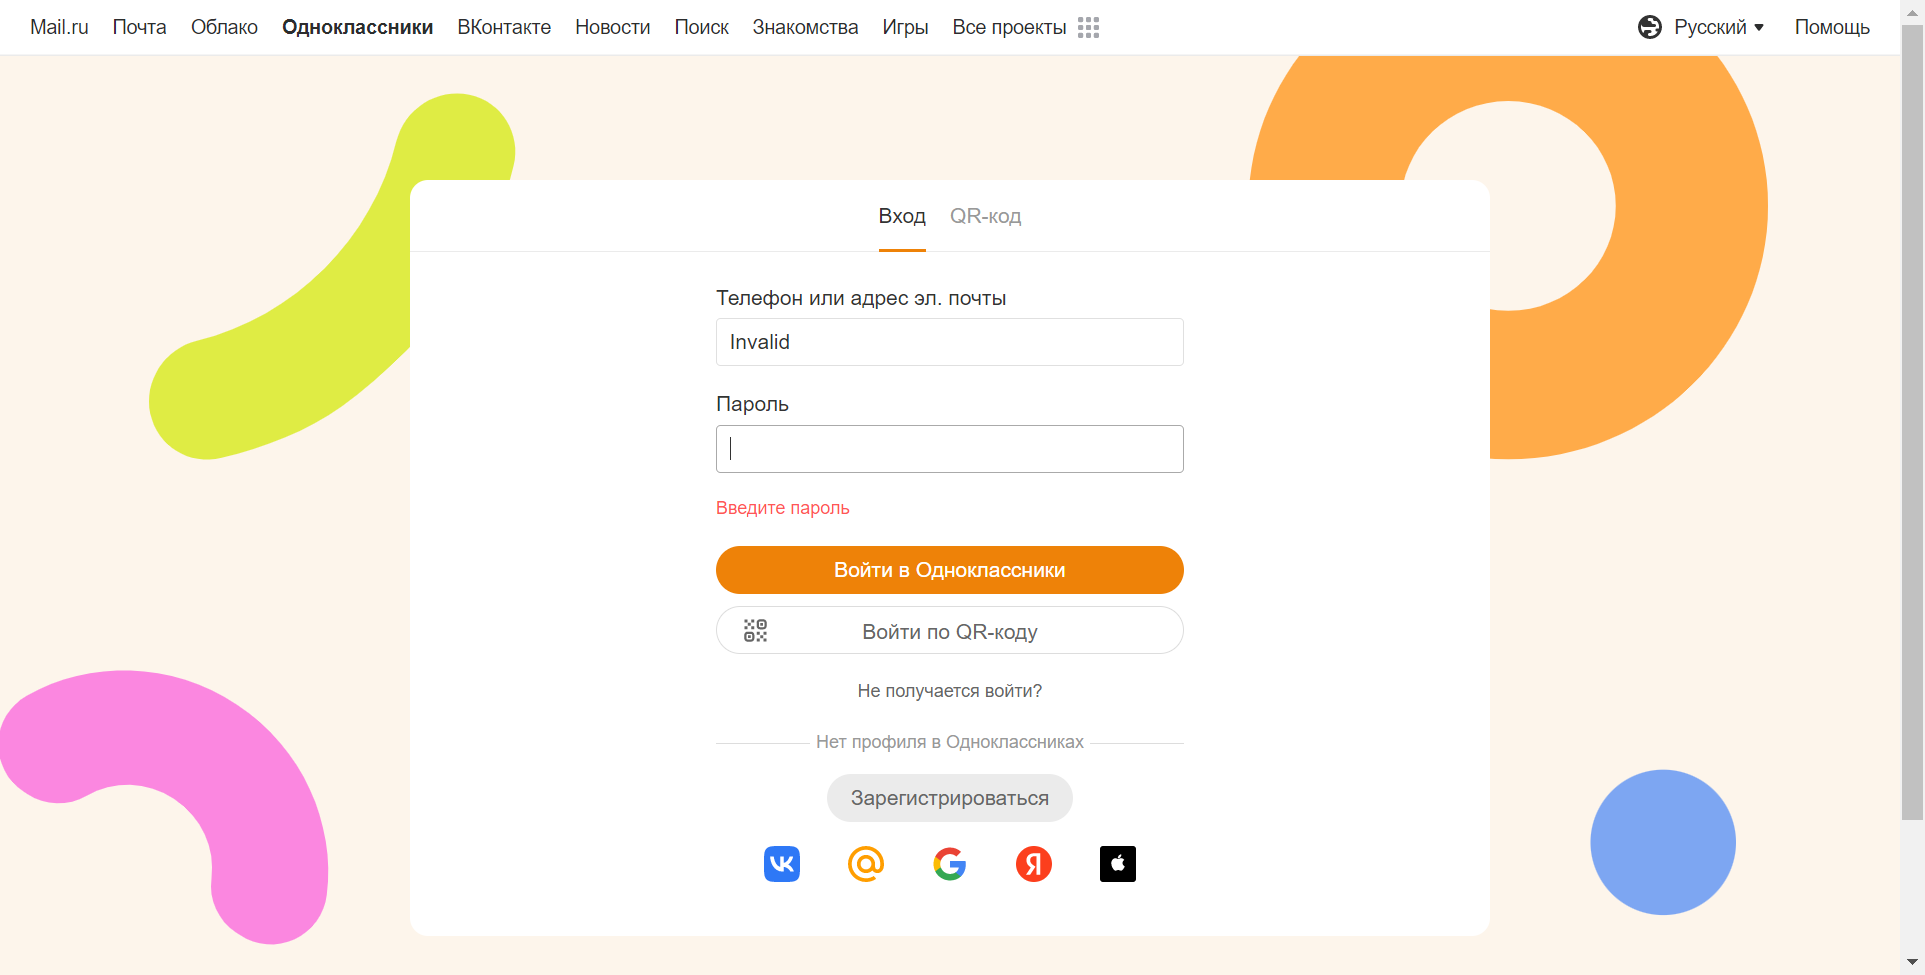 Mail.ru Почта Облако Одноклассники ВКонтакте Новости Поиск Знакомства Игры Все проекты Русский Помощь
Вход QR-код
Телефон или адрес эл. почты
Invalid
Пароль
Введите пароль
Войти в Одноклассники
Войти по QR-коду
Не получается войти?
Нет профиля в Одноклассниках
Зарегистрироваться